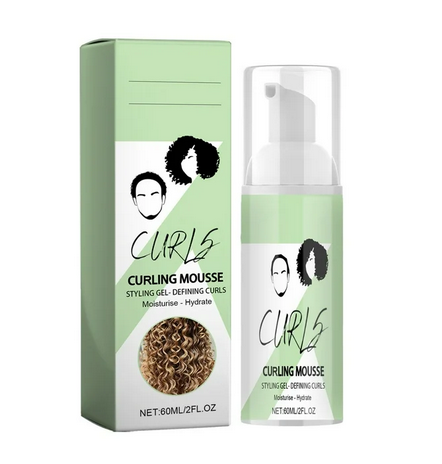 CURLS
CURLING MOUSSE
STYLING GEL- DEFINING CURLS
Moisturise - Hydrate
NET:60ML/2FL.OZ
CURLS
CURLING MOUSSE
STYLING GEL- DEFINING CURLS
Moisturise - Hydrate
NET:60ML/2FL.OZ